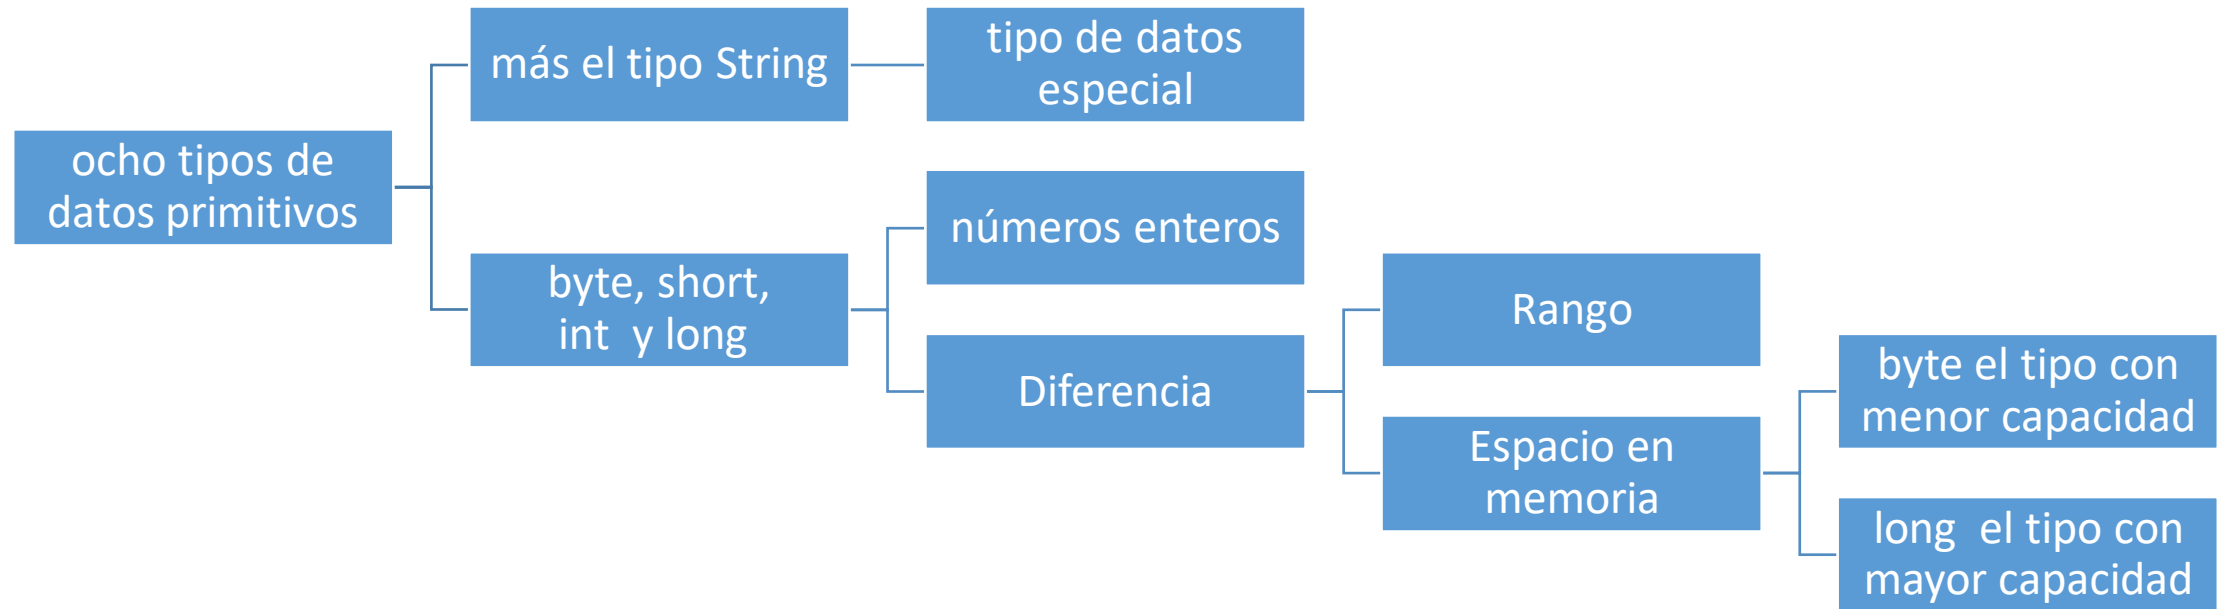 ocho tipos de
datos primitivos
más el tipo String
tipo de datos
especial
byte, short,
int y long
números enteros
Diferencia
Rango
Espacio en
memoria
byte el tipo con
menor capacidad
long el tipo con
mayor capacidad